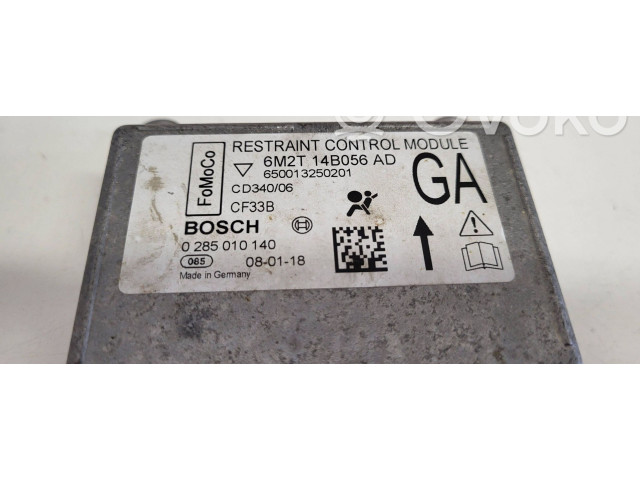 OVOKO
RESTRAINT CONTROL MODULE
FoMoCo
6M2T 14B056 AD
650013250201
GA
CD340/06
CF33B
BOSCH
0 285 010 140
085
08-01-18
Made in Germany